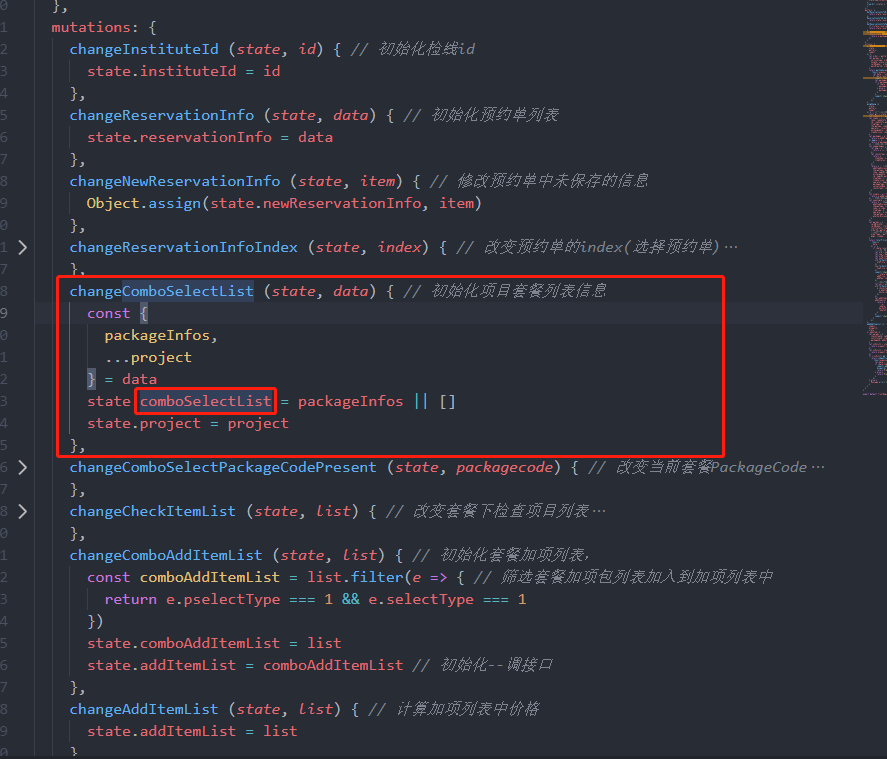 },
mutations: {
changeInstituteId (state, id) { // 初始化检线id
state.instituteId = id
},
changeReservationInfo (state, data) { // 初始化预约单列表
state.reservationInfo = data
},
changeNewReservationInfo (state, item) { // 修改预约单中未保存的信息
Object.assign(state.newReservationInfo, item)
},
changeReservationInfoIndex (state, index) { // 改变预约单的index(选择预约单)…
},
changeComboSelectList (state, data) { // 初始化项目套餐列表信息
const {
packageInfos,
...project
} = data
state comboSelectList = packageInfos || []
state.project = project
},
changeComboSelectPackageCodePresent (state, packagecode) { // 改变当前套餐PackageCode…
},
changeCheckItemList (state, list) { // 改变套餐下检查项目列表…
},
changeComboAddItemList (state, list) { // 初始化套餐加项列表,
const comboAddItemList = list.filter(e => { // 筛选套餐加项包列表加入到加项列表中
return e.pselectType === 1 && e.selectType === 1
})
state.comboAddItemList = list
state.addItemList = comboAddItemList // 初始化--调接口
},
changeAddItemList (state, list) { // 计算加项列表中价格
state.addItemList = list
}